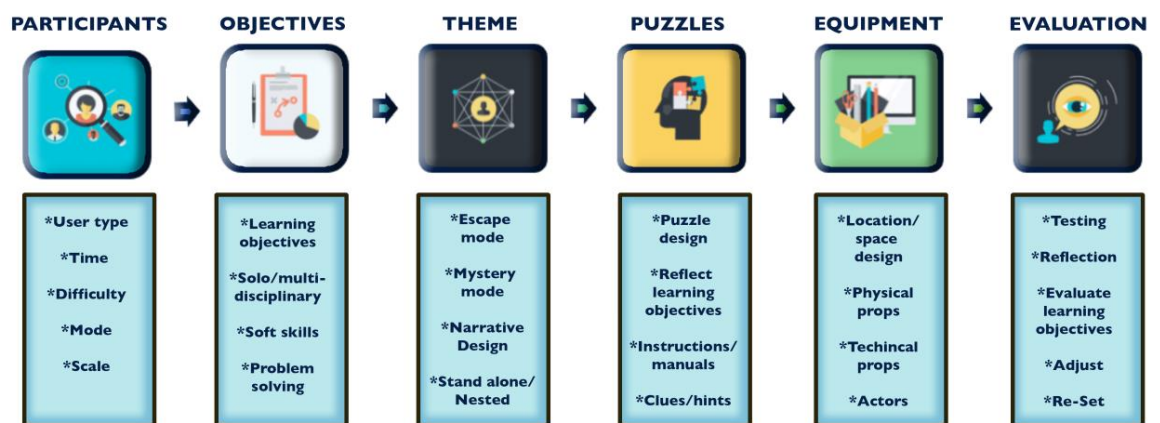 PARTICIPANTS
OBJECTIVES
THEME
PUZZLES
EQUIPMENT
EVALUATION
*User type
*Time
*Difficulty
*Mode
*Scale
*Learning
objectives
*Solo/multi-
disciplinary
*Soft skills
*Problem
solving
*Escape
mode
*Mystery
mode
*Narrative
Design
*Stand alone/
Nested
*Puzzle
design
*Reflect
learning
objectives
*Instructions/
manuals
*Clues/hints
*Location/
space
design
*Physical
props
*Techincal
props
*Actors
*Testing
*Reflection
*Evaluate
learning
objectives
*Adjust
*Re-Set